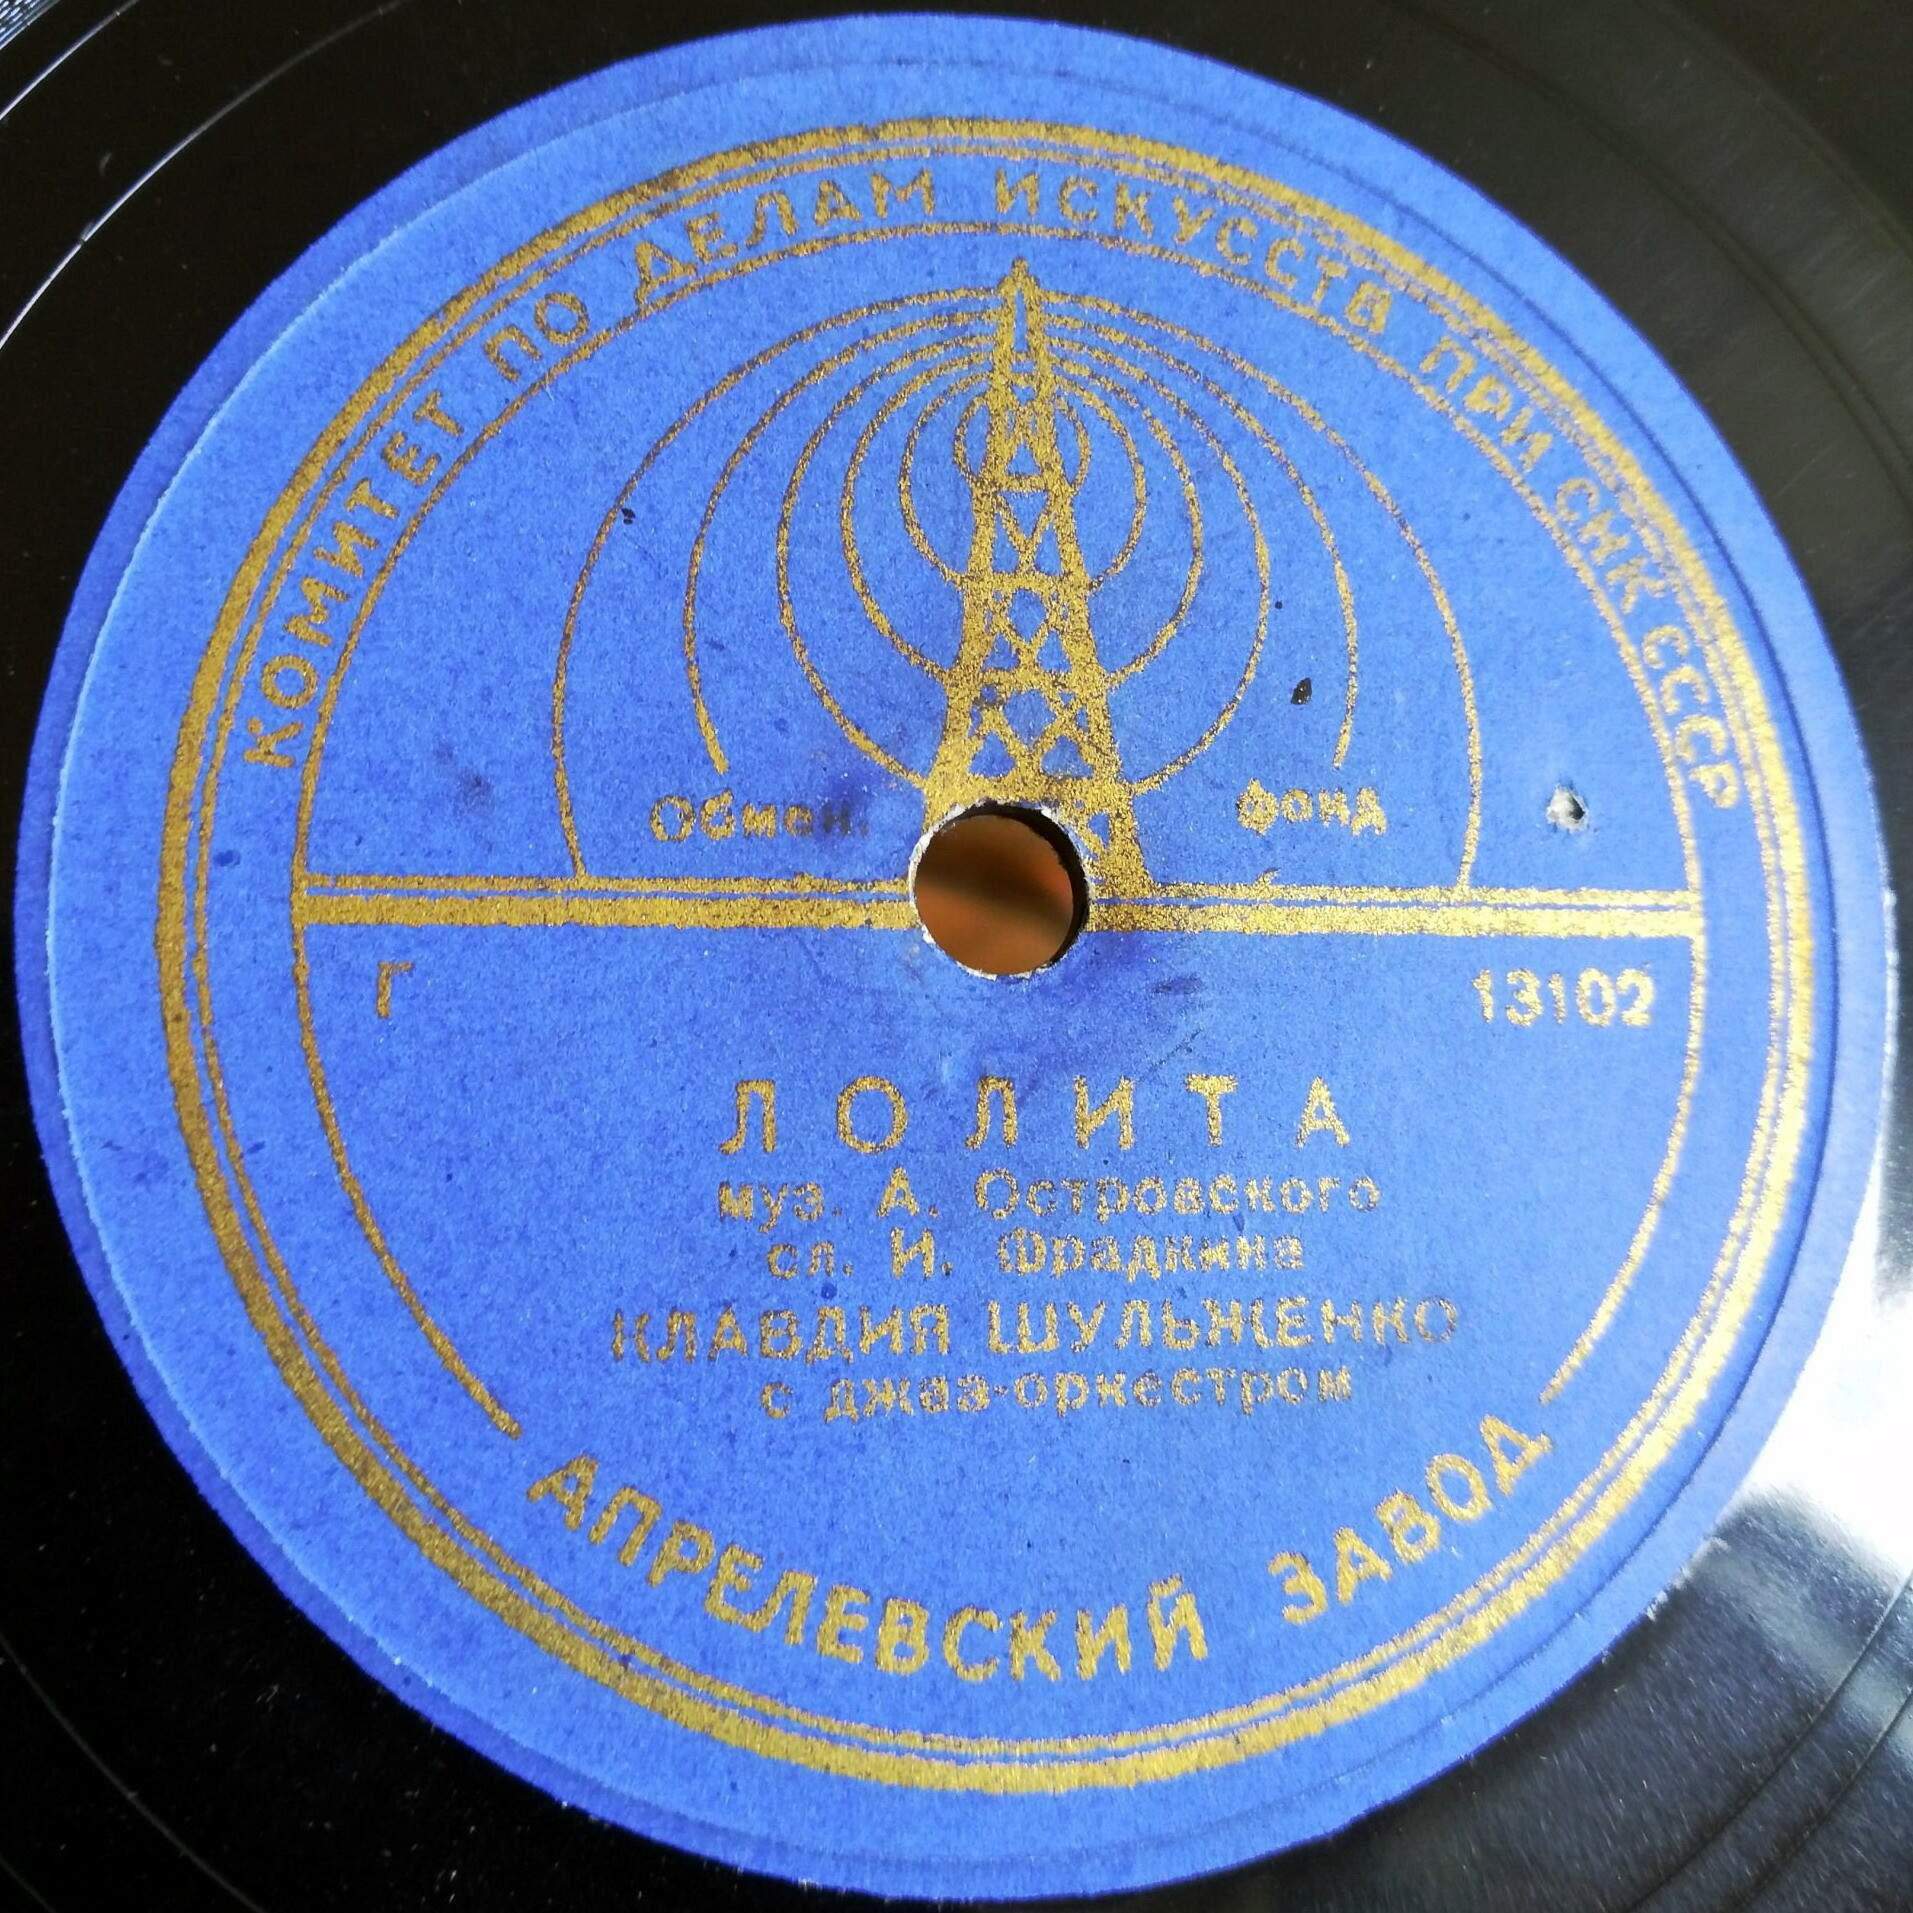 КОМИТЕТ ПО ДЕЛАМ ИСКУССТВ ПРИ СНК СССР
Обмен. фонд
Г 13102
ЛОЛИТА
муз. А. Островского
сл. И. Фрадкина
КЛАВДИЯ ШУЛЬЖЕНКО
с джаз-оркестром
АПРЕЛЕВСКИЙ ЗАВОД